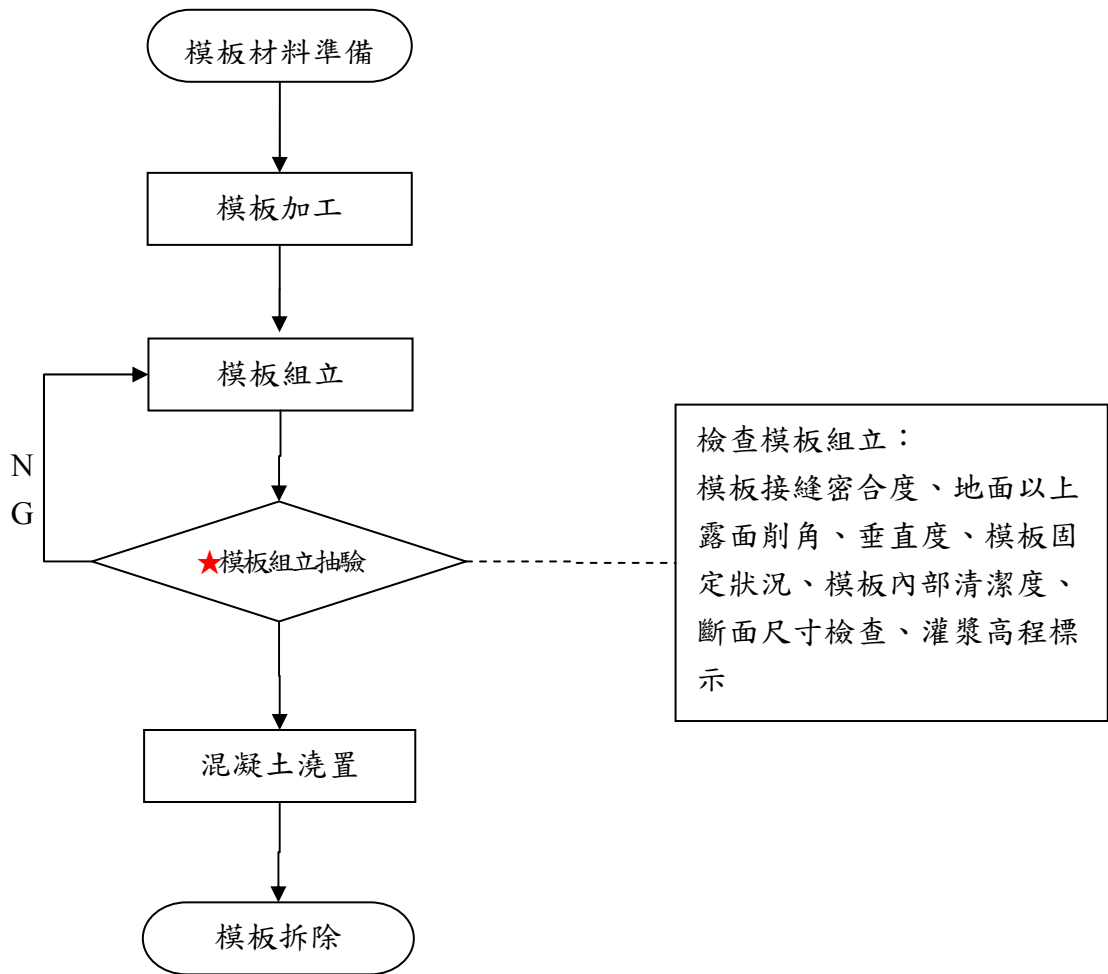 模板材料準備
模板加工
模板組立
N
G
★模板組立抽驗
檢查模板組立：
模板接縫密合度、地面以上
露面削角、垂直度、模板固
定狀況、模板內部清潔度、
斷面尺寸檢查、灌漿高程標
示
混凝土澆置
模板拆除